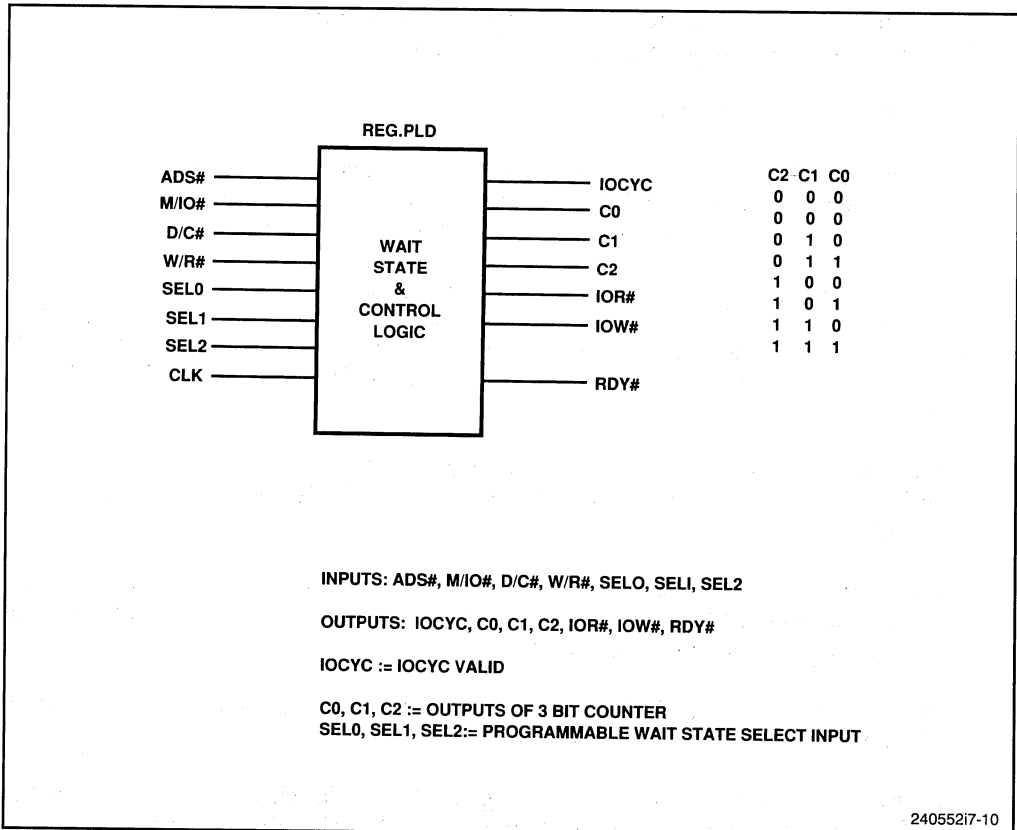 REG.PLD
ADS#
M/IO#
D/C#
W/R#
SEL0
SEL1
SEL2
CLK
WAIT
STATE
&
CONTROL
LOGIC
IOCYC
C0
C1
C2
IOR#
IOW#
RDY#
C2 C1 C0
0 0 0
0 0 0
0 1 0
0 1 1
1 0 0
1 0 1
1 1 0
1 1 1
INPUTS: ADS#, M/IO#, D/C#, W/R#, SELO, SELI, SEL2
OUTPUTS: IOCYC, C0, C1, C2, IOR#, IOW#, RDY#
IOCYC := IOCYC VALID
C0, C1, C2 := OUTPUTS OF 3 BIT COUNTER
SEL0, SEL1, SEL2:= PROGRAMMABLE WAIT STATE SELECT INPUT
240552i7-10